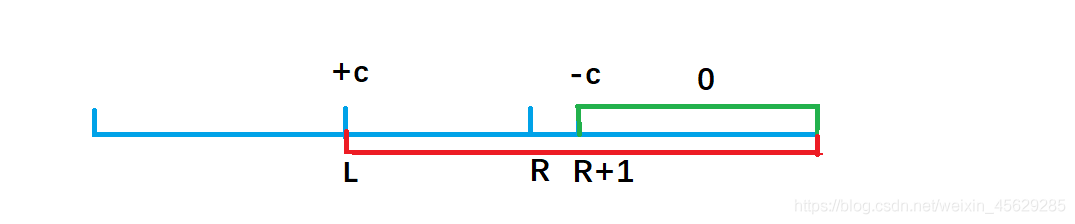 +c -c 0
L R R+1
https://blog.csdn.net/weixin_45629285